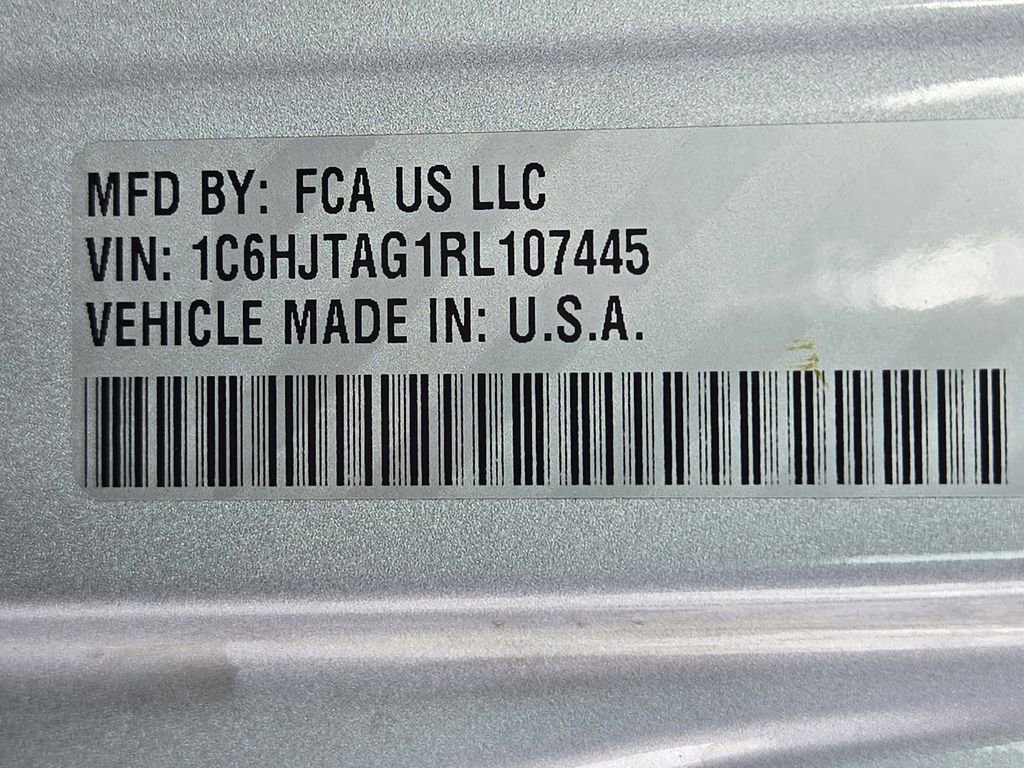 MFD BY: FCA US LLC
VIN: 1C6HJTAG1RL107445
VEHICLE MADE IN: U.S.A.